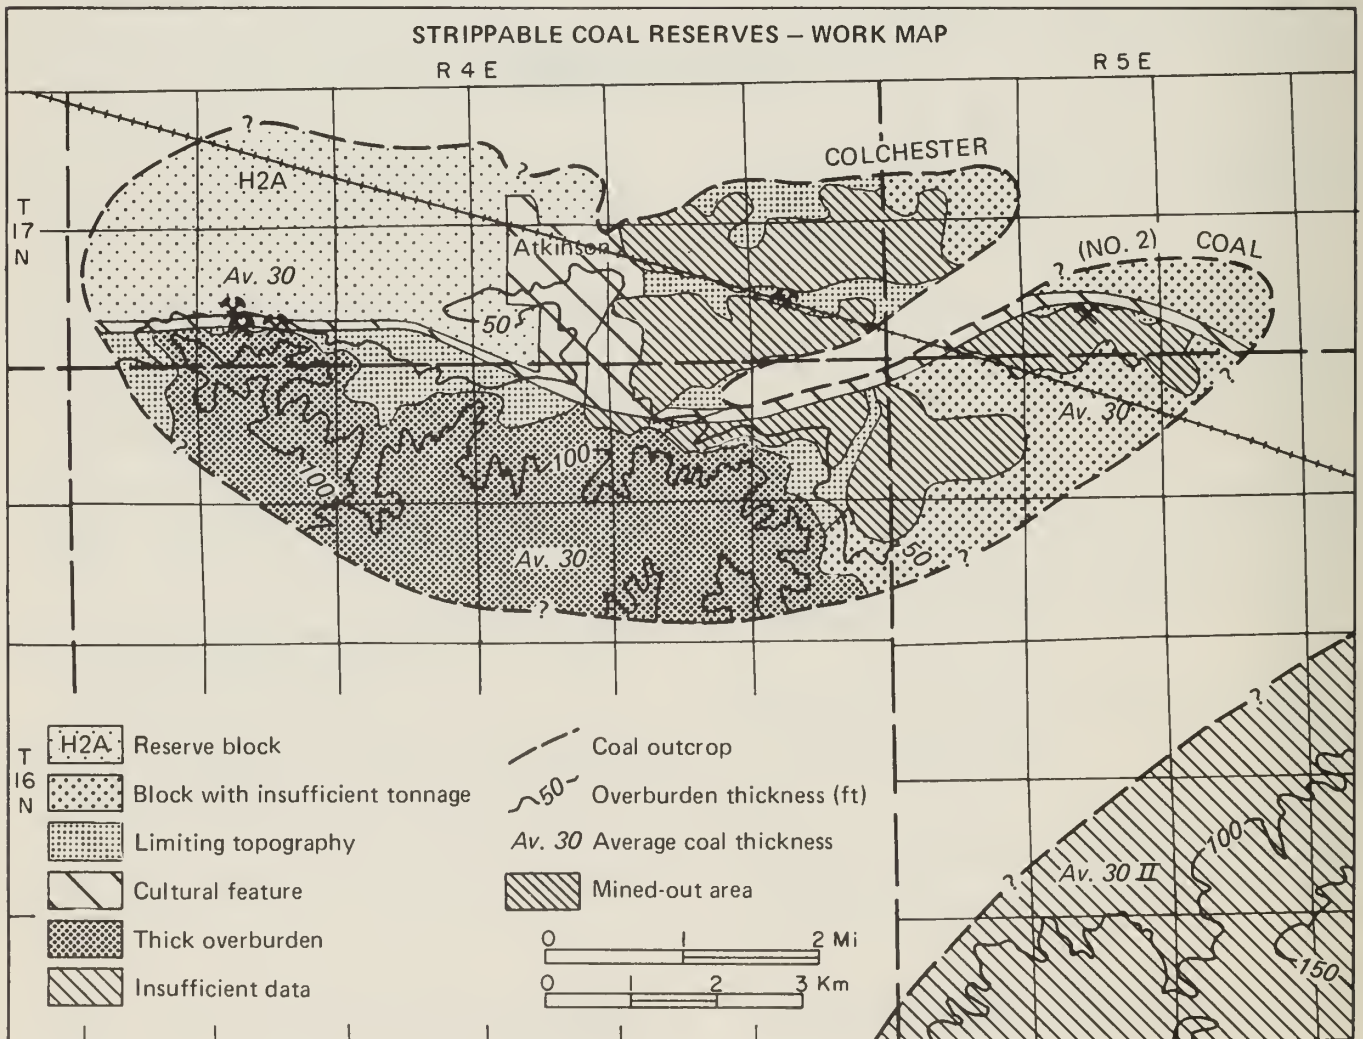 STRIPPABLE COAL RESERVES – WORK MAP
R 4 E
R 5 E
?
COLCHESTER
H2A
?
T
17
N
Atkinson
(NO. 2) COAL
?
Av. 30
50
?
Av. 30
?
100
100
Av. 30
50
?
?
?
T
16
N
H2A Reserve block
Block with insufficient tonnage
Limiting topography
Cultural feature
Thick overburden
Insufficient data
Coal outcrop
50 Overburden thickness (ft)
Av. 30 Average coal thickness
Mined-out area
0 1 2 Mi
0 1 2 3 Km
100
Av. 30 II
?
150